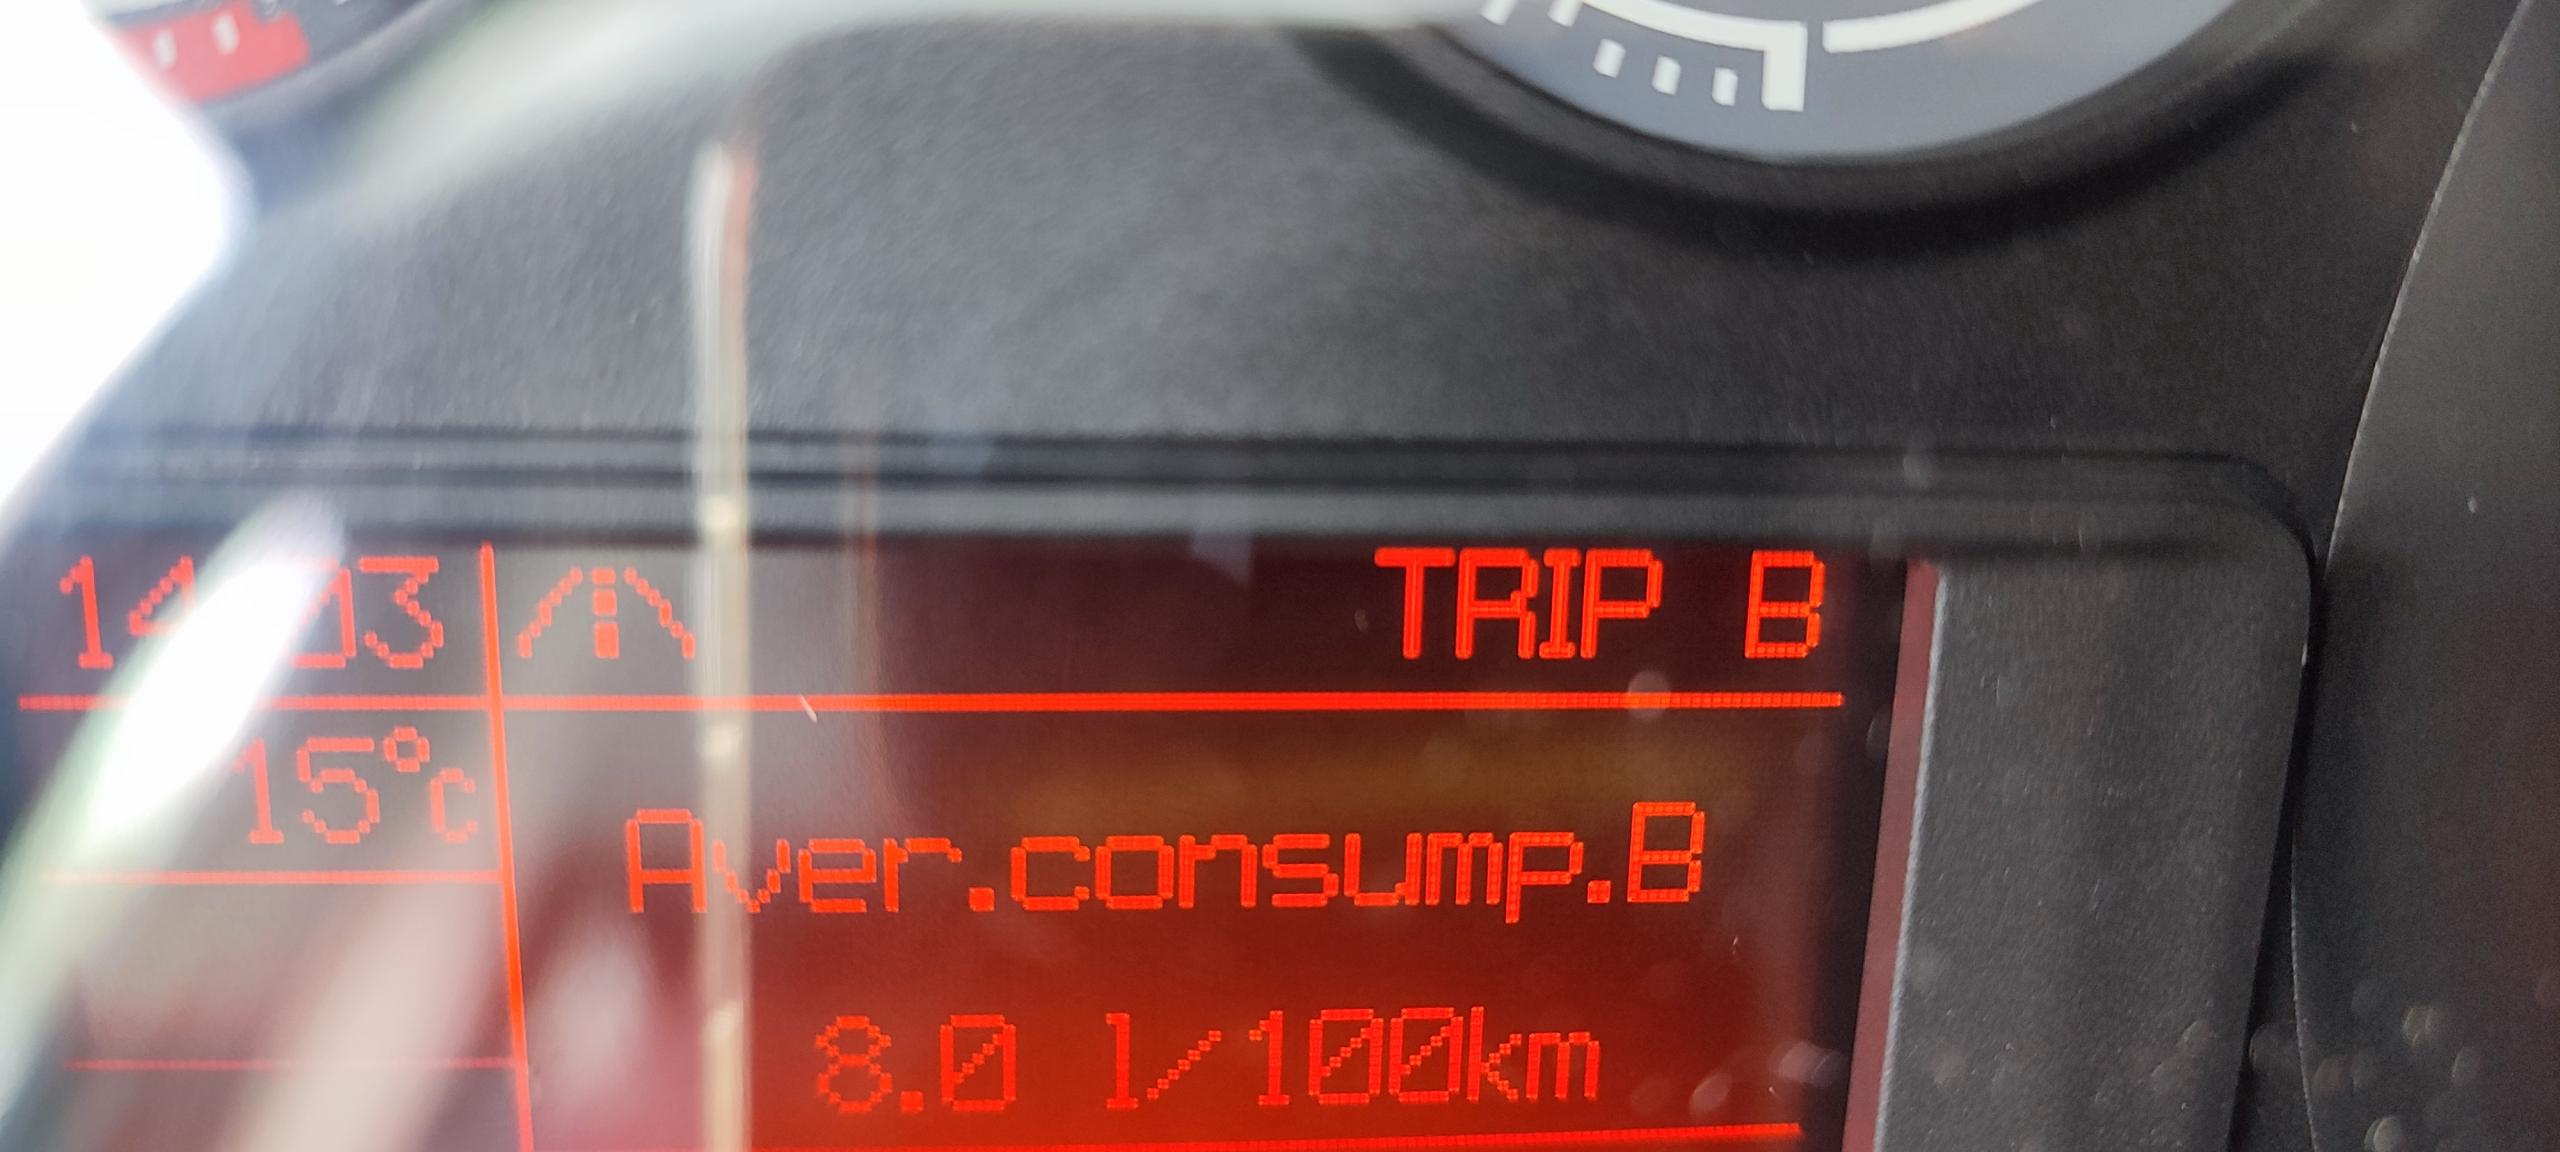 TRIP B
15°c
Aver.consump.B
8.0 l/100km